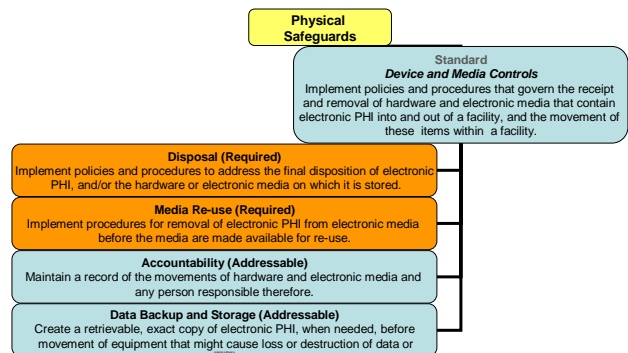 Physical
Safeguards
Standard
Device and Media Controls
Implement policies and procedures that govern the receipt
and removal of hardware and electronic media that contain
electronic PHI into and out of a facility, and the movement of
these items within a facility.
Disposal (Required)
Implement policies and procedures to address the final disposition of electronic
PHI, and/or the hardware or electronic media on which it is stored.
Media Re-use (Required)
Implement procedures for removal of electronic PHI from electronic media
before the media are made available for re-use.
Accountability (Addressable)
Maintain a record of the movements of hardware and electronic media and
any person responsible therefore.
Data Backup and Storage (Addressable)
Create a retrievable, exact copy of electronic PHI, when needed, before
movement of equipment that might cause loss or destruction of data or